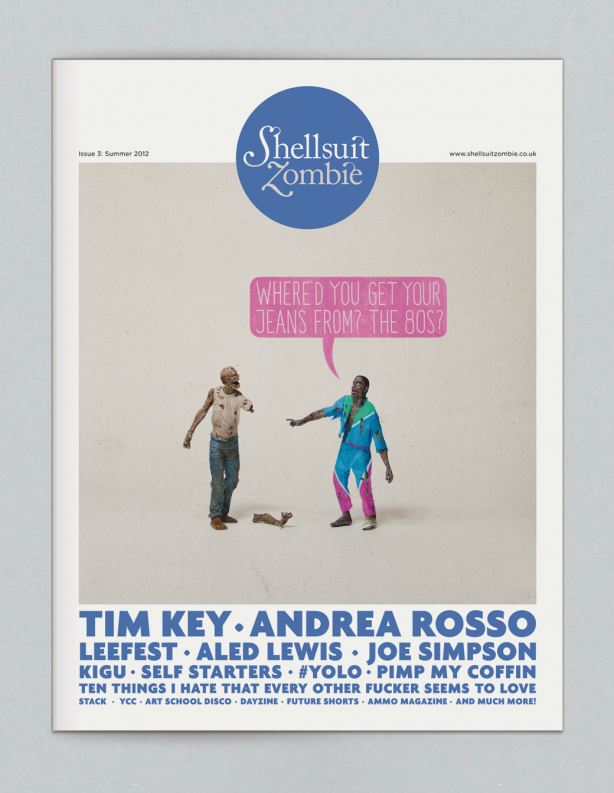 Issue 3: Summer 2012
Shellsuit
Zombie
www.shellsuitzombie.co.uk
WHERE'D YOU GET YOUR
JEANS FROM? THE 80S?
TIM KEY • ANDREA ROSSO
LEEFEST • ALED LEWIS • JOE SIMPSON
KIGU • SELF STARTERS • #YOLO • PIMP MY COFFIN
TEN THINGS I HATE THAT EVERY OTHER FUCKER SEEMS TO LOVE
STACK • YCC • ART SCHOOL DISCO • DAYZINE • FUTURE SHORTS • AMMO MAGAZINE • AND MUCH MORE!